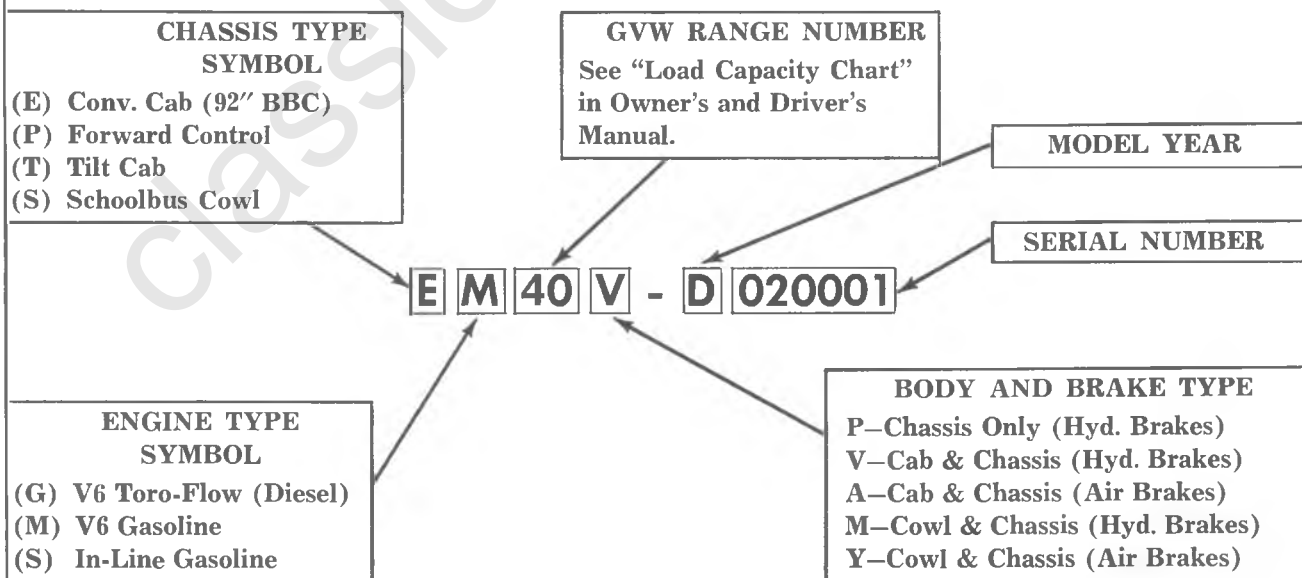 CHASSIS TYPE
SYMBOL
(E) Conv. Cab (92″ BBC)
(P) Forward Control
(T) Tilt Cab
(S) Schoolbus Cowl
GVW RANGE NUMBER
See “Load Capacity Chart”
in Owner's and Driver's
Manual.
MODEL YEAR
SERIAL NUMBER
E M 40 V - D 020001
ENGINE TYPE
SYMBOL
(G) V6 Toro-Flow (Diesel)
(M) V6 Gasoline
(S) In-Line Gasoline
BODY AND BRAKE TYPE
P—Chassis Only (Hyd. Brakes)
V—Cab & Chassis (Hyd. Brakes)
A—Cab & Chassis (Air Brakes)
M—Cowl & Chassis (Hyd. Brakes)
Y—Cowl & Chassis (Air Brakes)